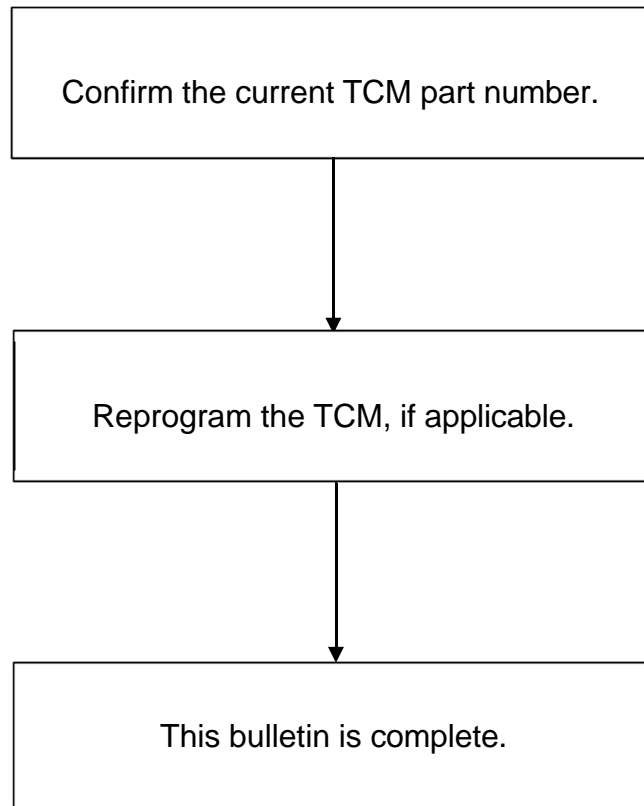 Confirm the current TCM part number.
Reprogram the TCM, if applicable.
This bulletin is complete.